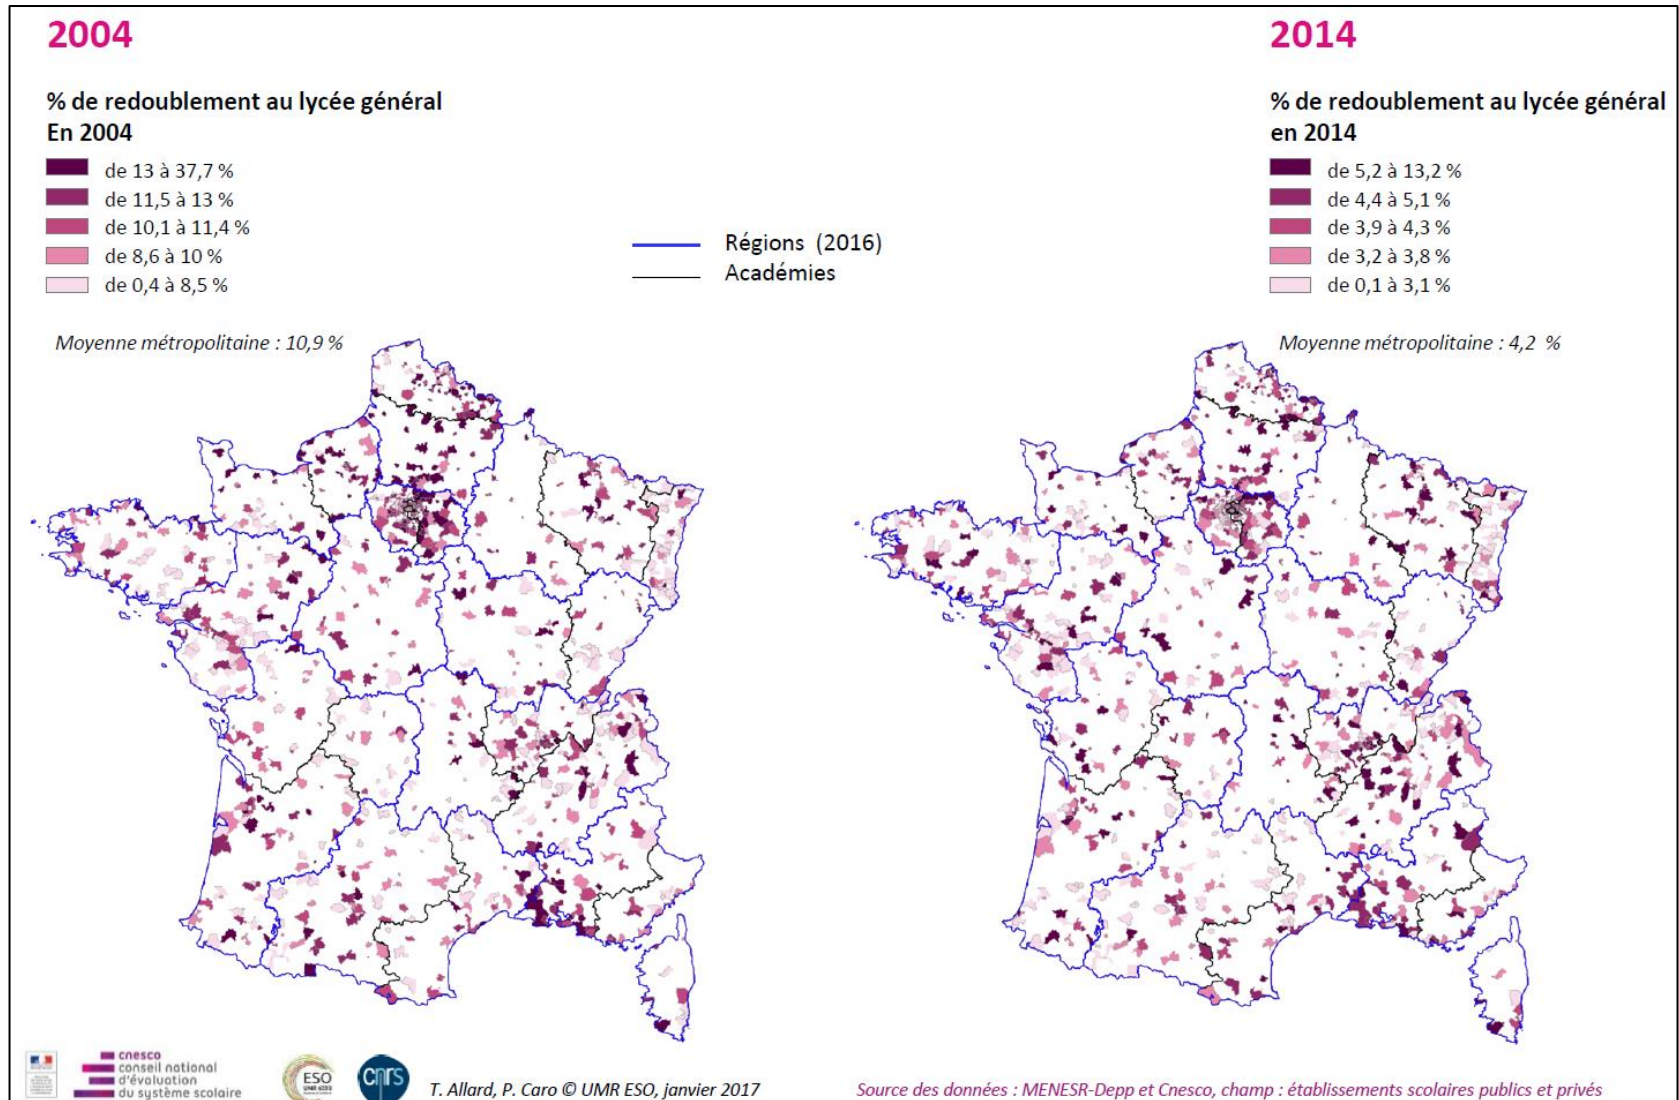 2004
% de redoublement au lycée général
En 2004
de 13 à 37,7 %
de 11,5 à 13 %
de 10,1 à 11,4 %
de 8,6 à 10 %
de 0,4 à 8,5 %
Moyenne métropolitaine : 10,9 %
Régions (2016)
Académies
2014
% de redoublement au lycée général
en 2014
de 5,2 à 13,2 %
de 4,4 à 5,1 %
de 3,9 à 4,3 %
de 3,2 à 3,8 %
de 0,1 à 3,1 %
Moyenne métropolitaine : 4,2 %
cnesco
conseil national
d'évaluation
du système scolaire
ESO
cnrs
T. Allard, P. Caro © UMR ESO, janvier 2017
Source des données : MENESR-Depp et Cnesco, champ : établissements scolaires publics et privés